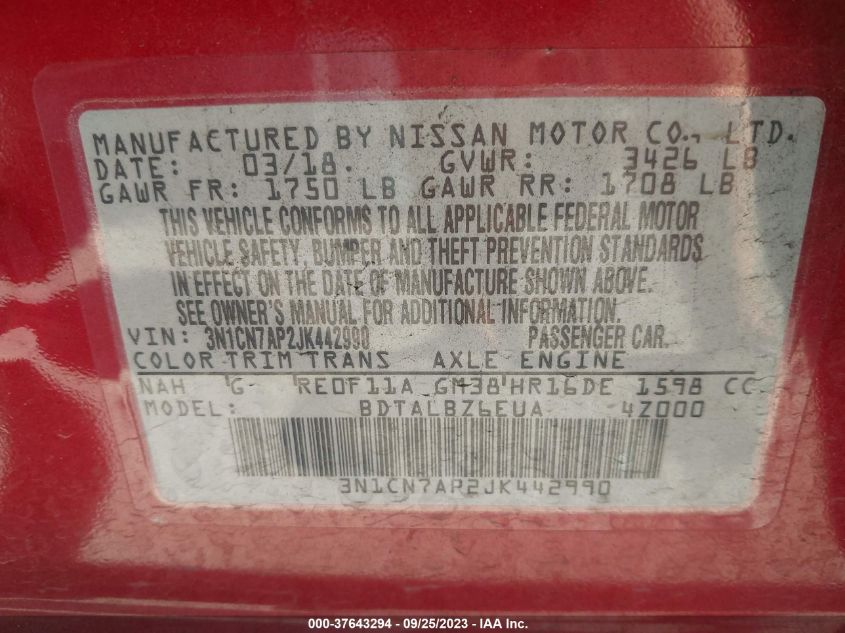 MANUFACTURED BY NISSAN MOTOR CO., LTD.
DATE: 03/18. GVWR: 3426 LB
GAWR FR: 1750 LB GAWR RR: 1708 LB
THIS VEHICLE CONFORMS TO ALL APPLICABLE FEDERAL MOTOR
VEHICLE SAFETY, BUMPER AND THEFT PREVENTION STANDARDS
IN EFFECT ON THE DATE OF MANUFACTURE SHOWN ABOVE.
SEE OWNER'S MANUAL FOR ADDITIONAL INFORMATION.
VIN: 3N1CN7AP2JK442990 PASSENGER CAR.
COLOR TRIM TRANS AXLE ENGINE
NAH G RE0F11A GM38 HR16DE 1598 CC
MODEL: BDTALBZ6EUA 4Z000
3N1CN7AP2JK442990
000-37643294 - 09/25/2023 - IAA Inc.